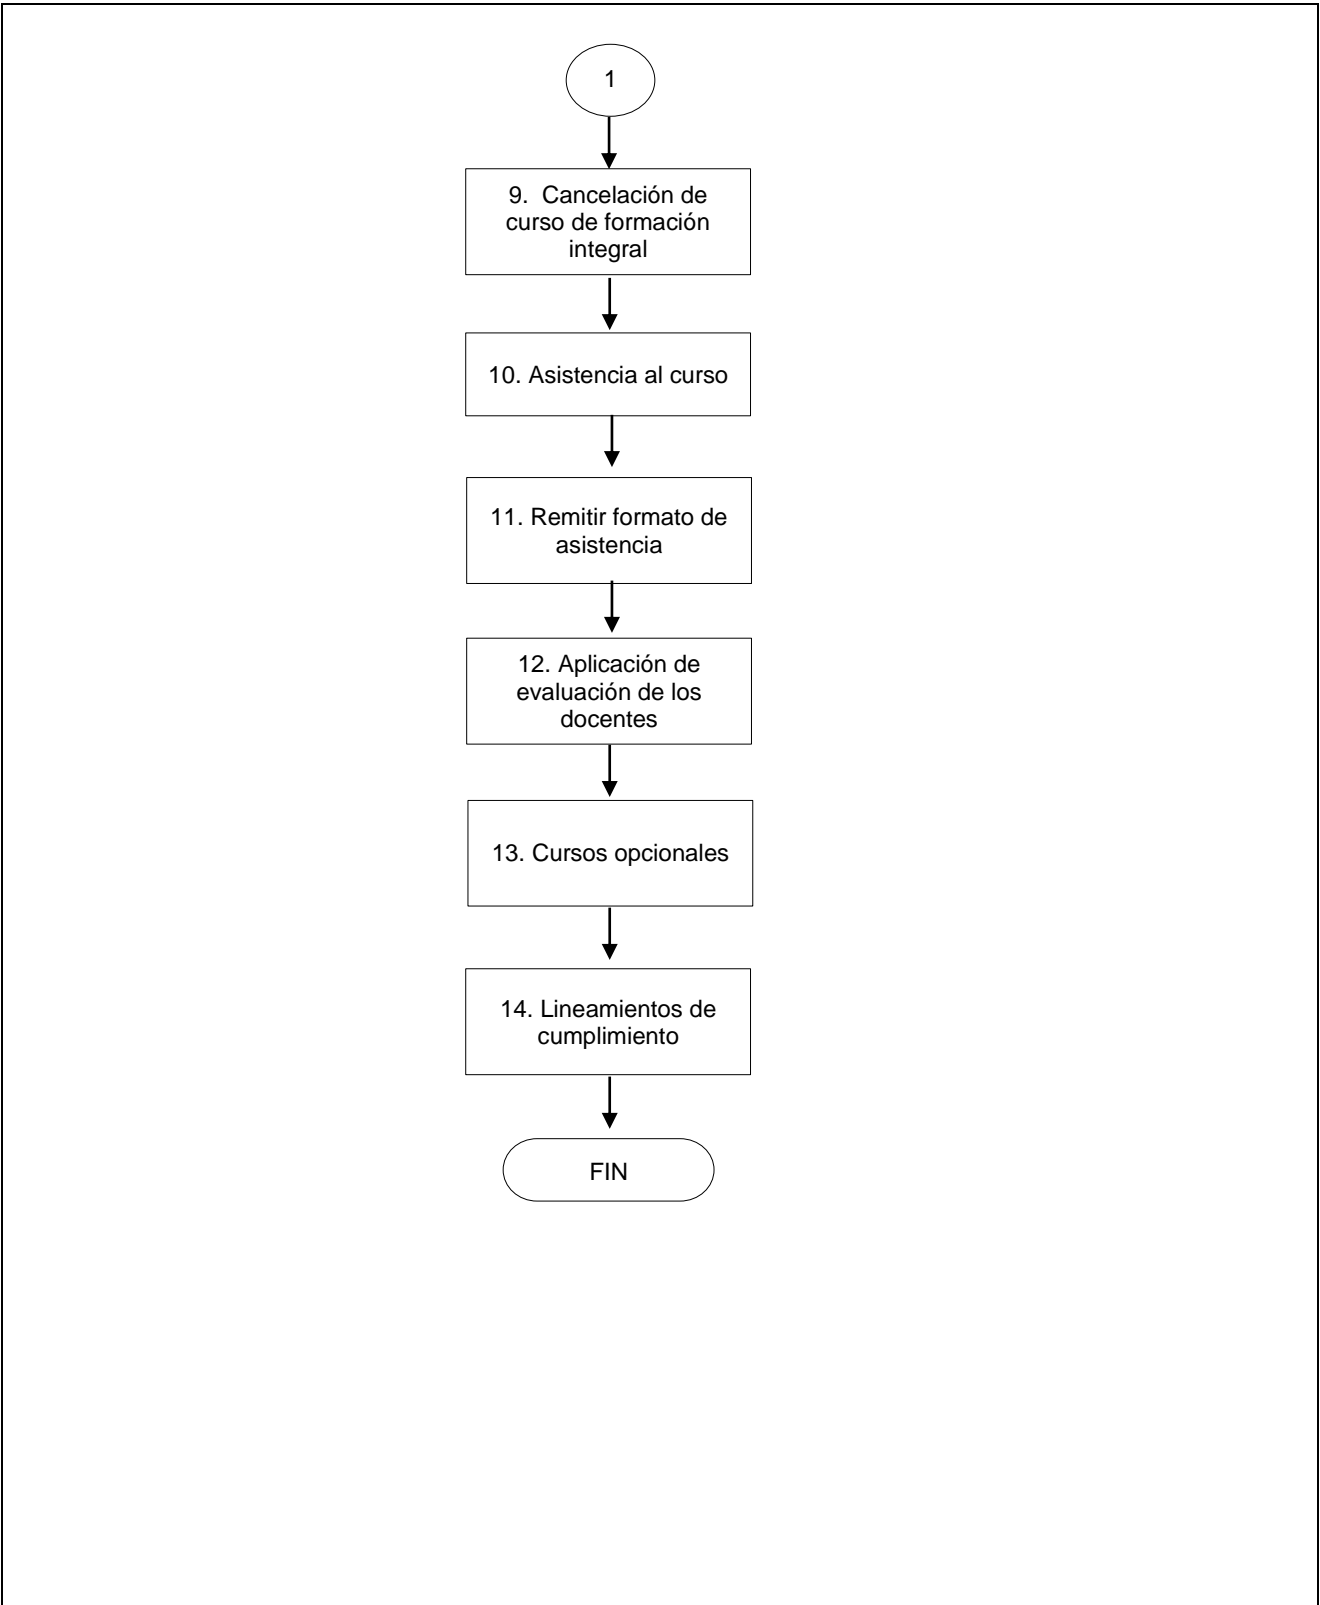 1
9. Cancelación de
curso de formación
integral
10. Asistencia al curso
11. Remitir formato de
asistencia
12. Aplicación de
evaluación de los
docentes
13. Cursos opcionales
14. Lineamientos de
cumplimiento
FIN